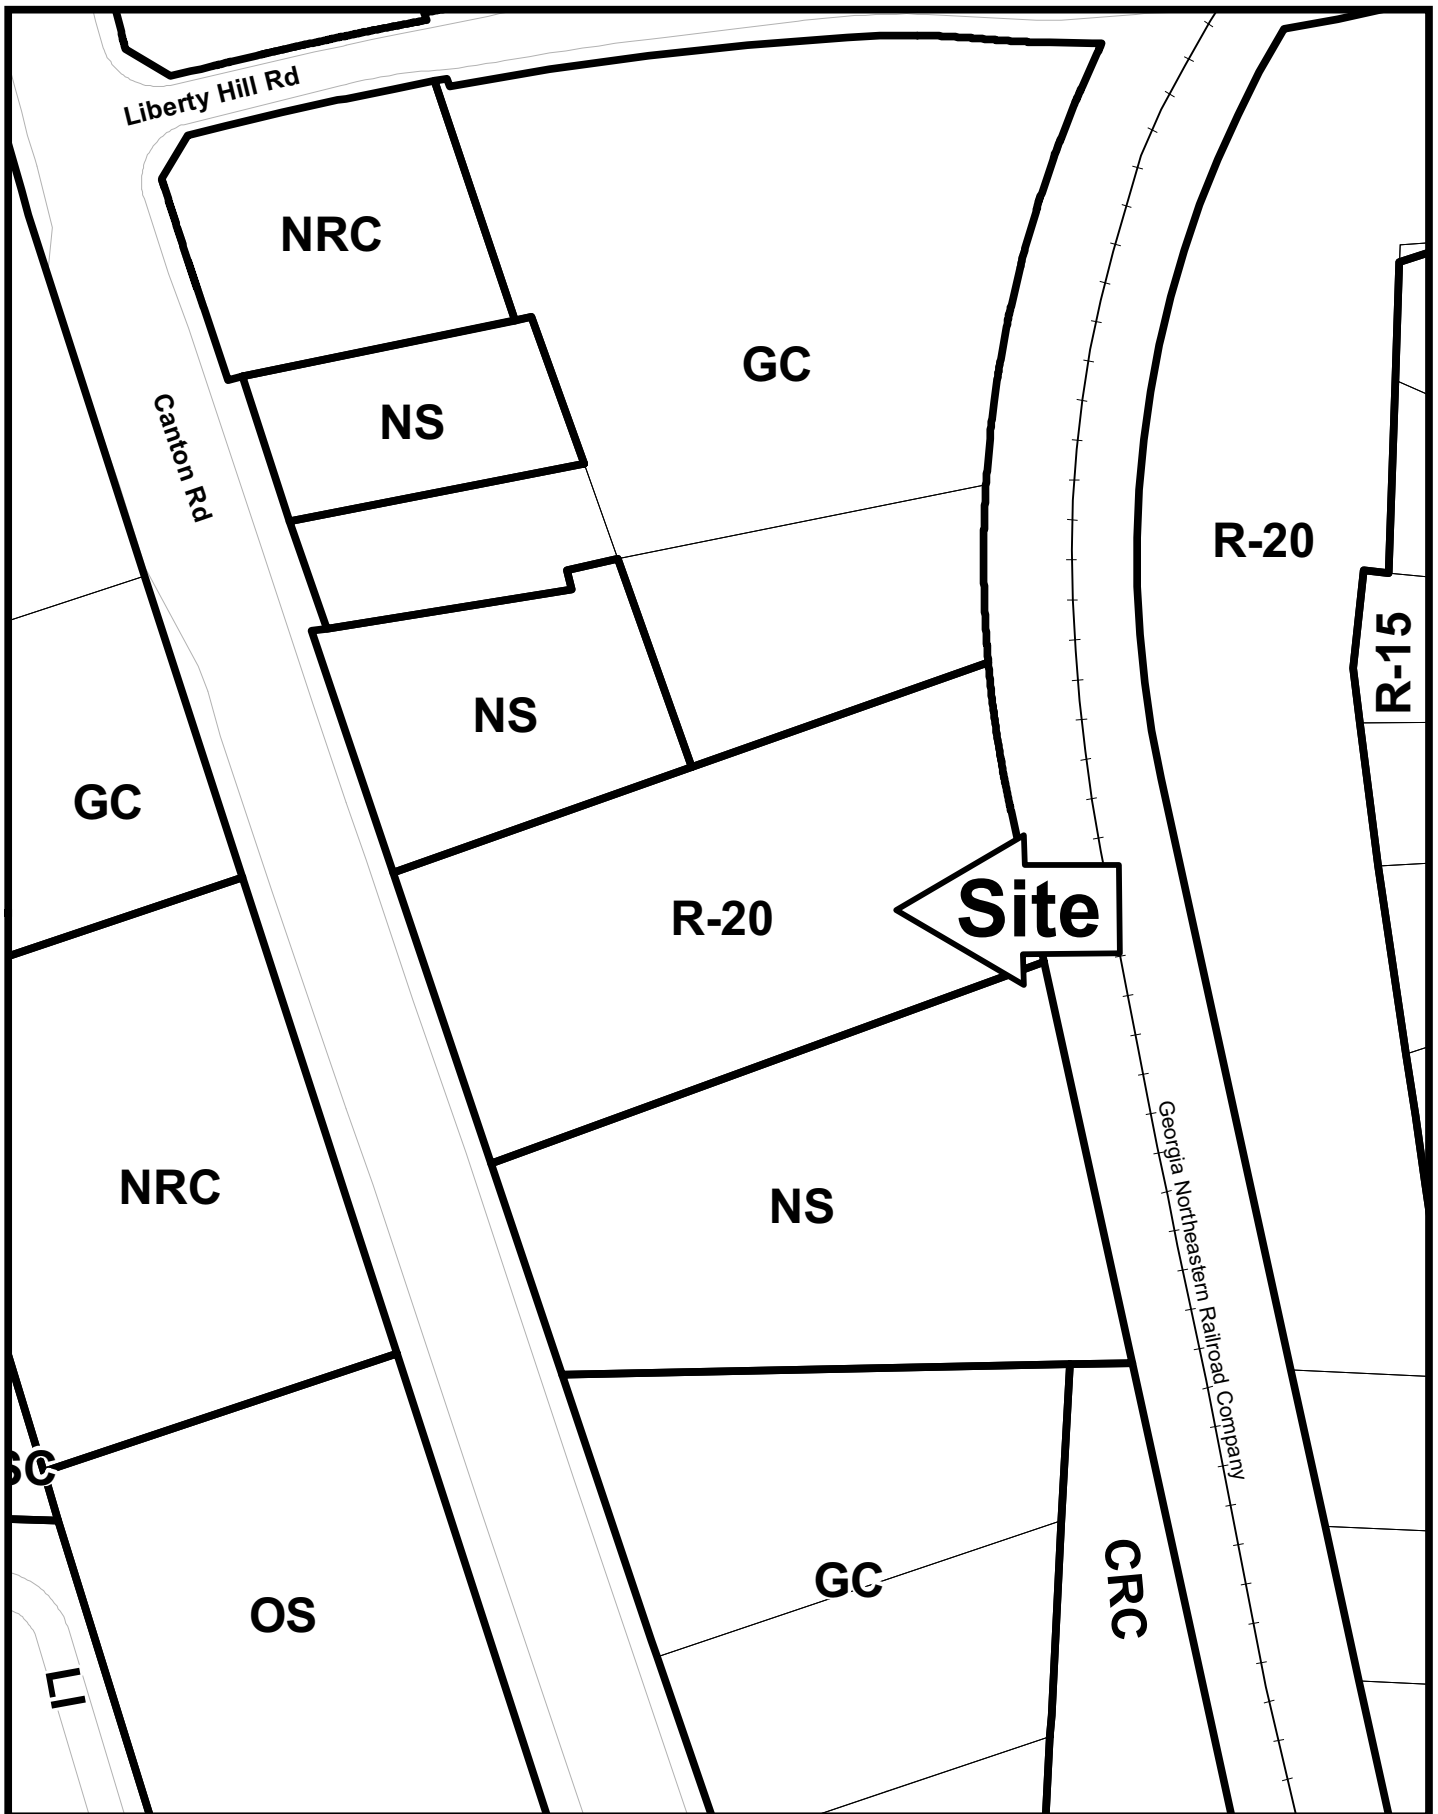 Liberty Hill Rd
NRC
GC
NS
Canton Rd
R-20
R-15
NS
GC
R-20
Site
NRC
NS
Georgia Northeastern Railroad Company
SC
GC
CRC
OS
LI